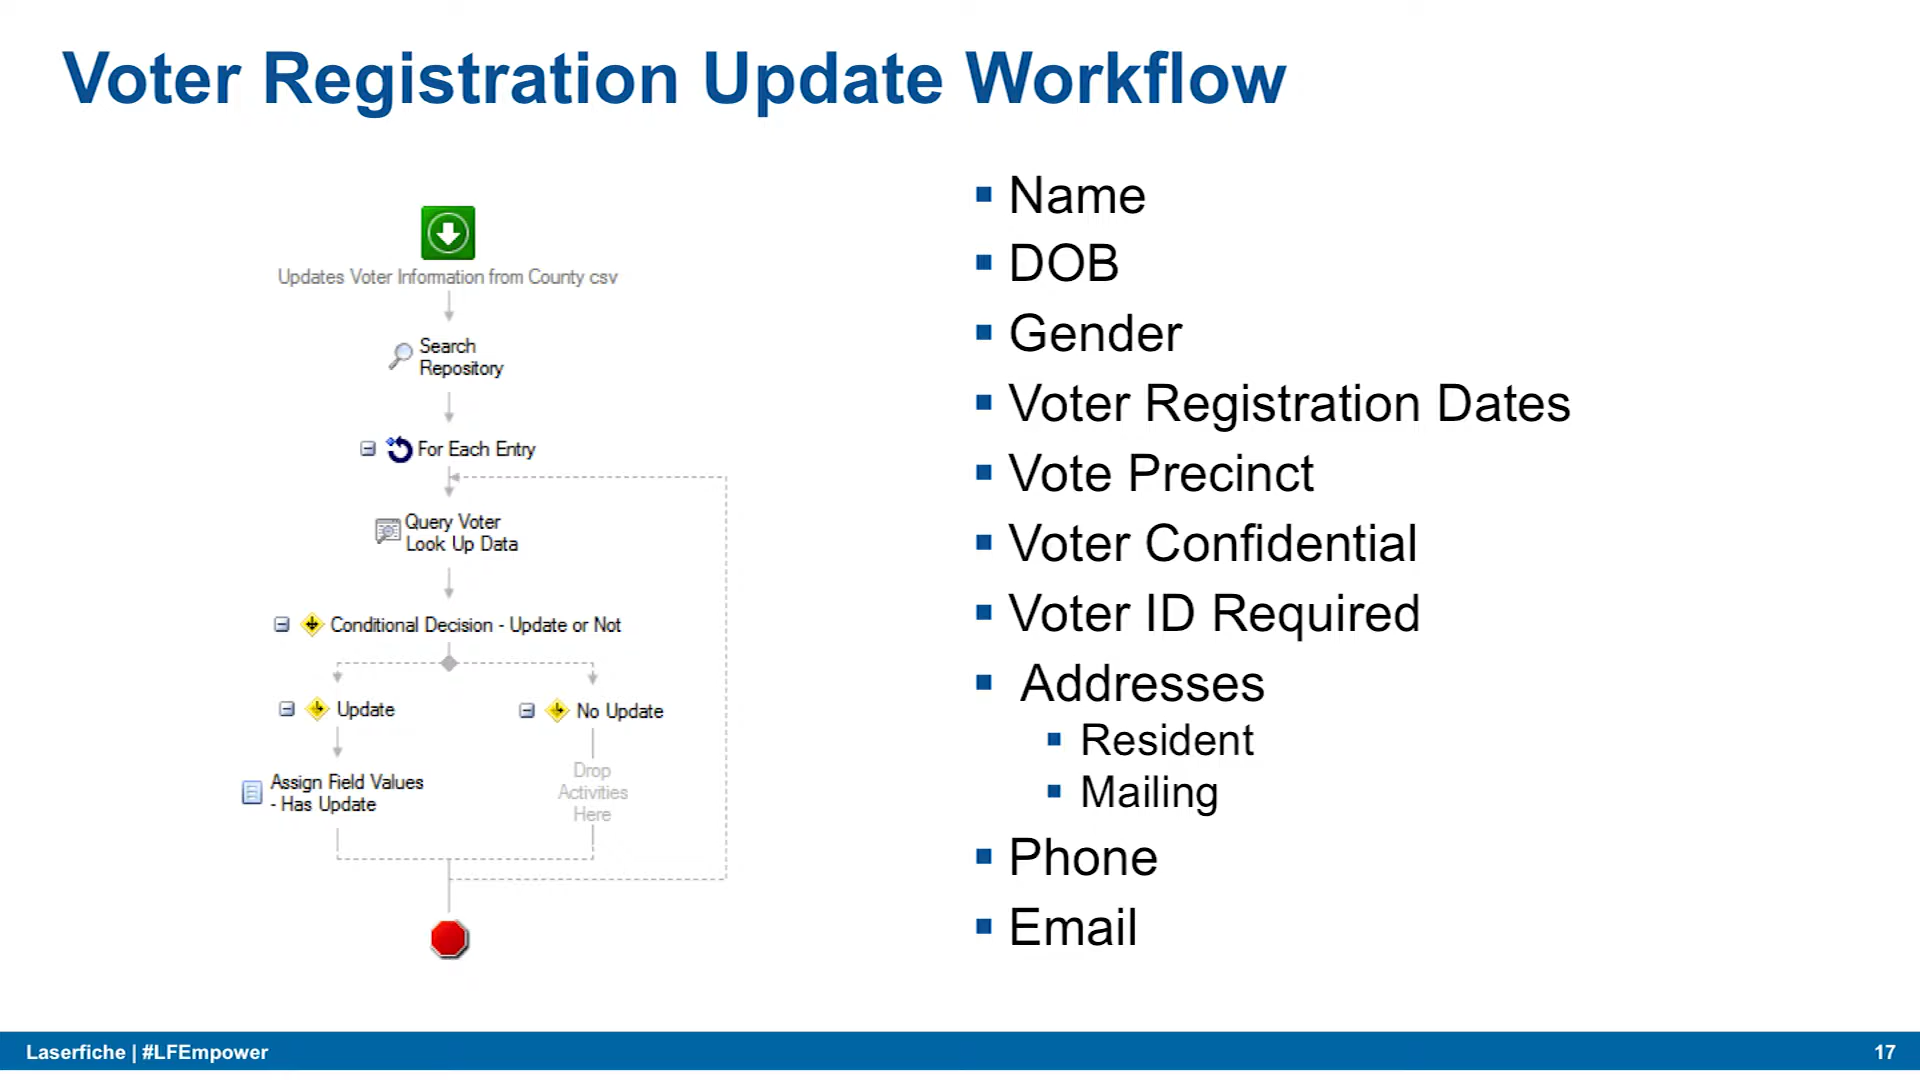 Voter Registration Update Workflow
Updates Voter Information from County csv
Search
Repository
For Each Entry
Query Voter
Look Up Data
Conditional Decision - Update or Not
Update
No Update
Assign Field Values
- Has Update
Drop
Activities
Here
Name
DOB
Gender
Voter Registration Dates
Vote Precinct
Voter Confidential
Voter ID Required
Addresses
Resident
Mailing
Phone
Email
Laserfiche | #LFEmpower
17